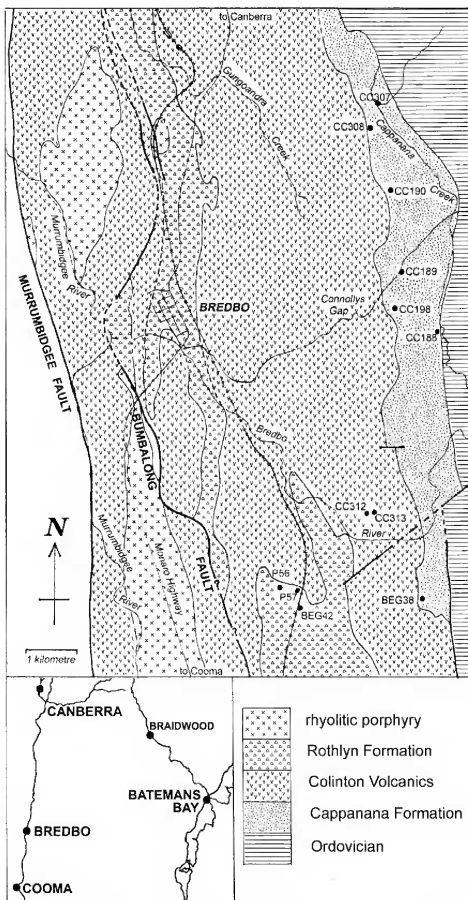 to Canberra
Gungoandra
Creek
CC307
CC308
Cappanana
Creek
CC190
Murrumbidgee
River
CC189
MURRUMBIDGEE FAULT
BREDBO
Connollys
Gap
CC198
CC188
BUMBALONG
FAULT
Bredbo
River
CC312
CC313
N
Murrumbidgee
River
Monaro Highway
P56
P57
BEG42
BEG38
1 kilometre
to Cooma
CANBERRA
BRAIDWOOD
BATEMANS
BAY
BREDBO
COOMA
rhyolitic porphyry
Rothlyn Formation
Colinton Volcanics
Cappanana Formation
Ordovician